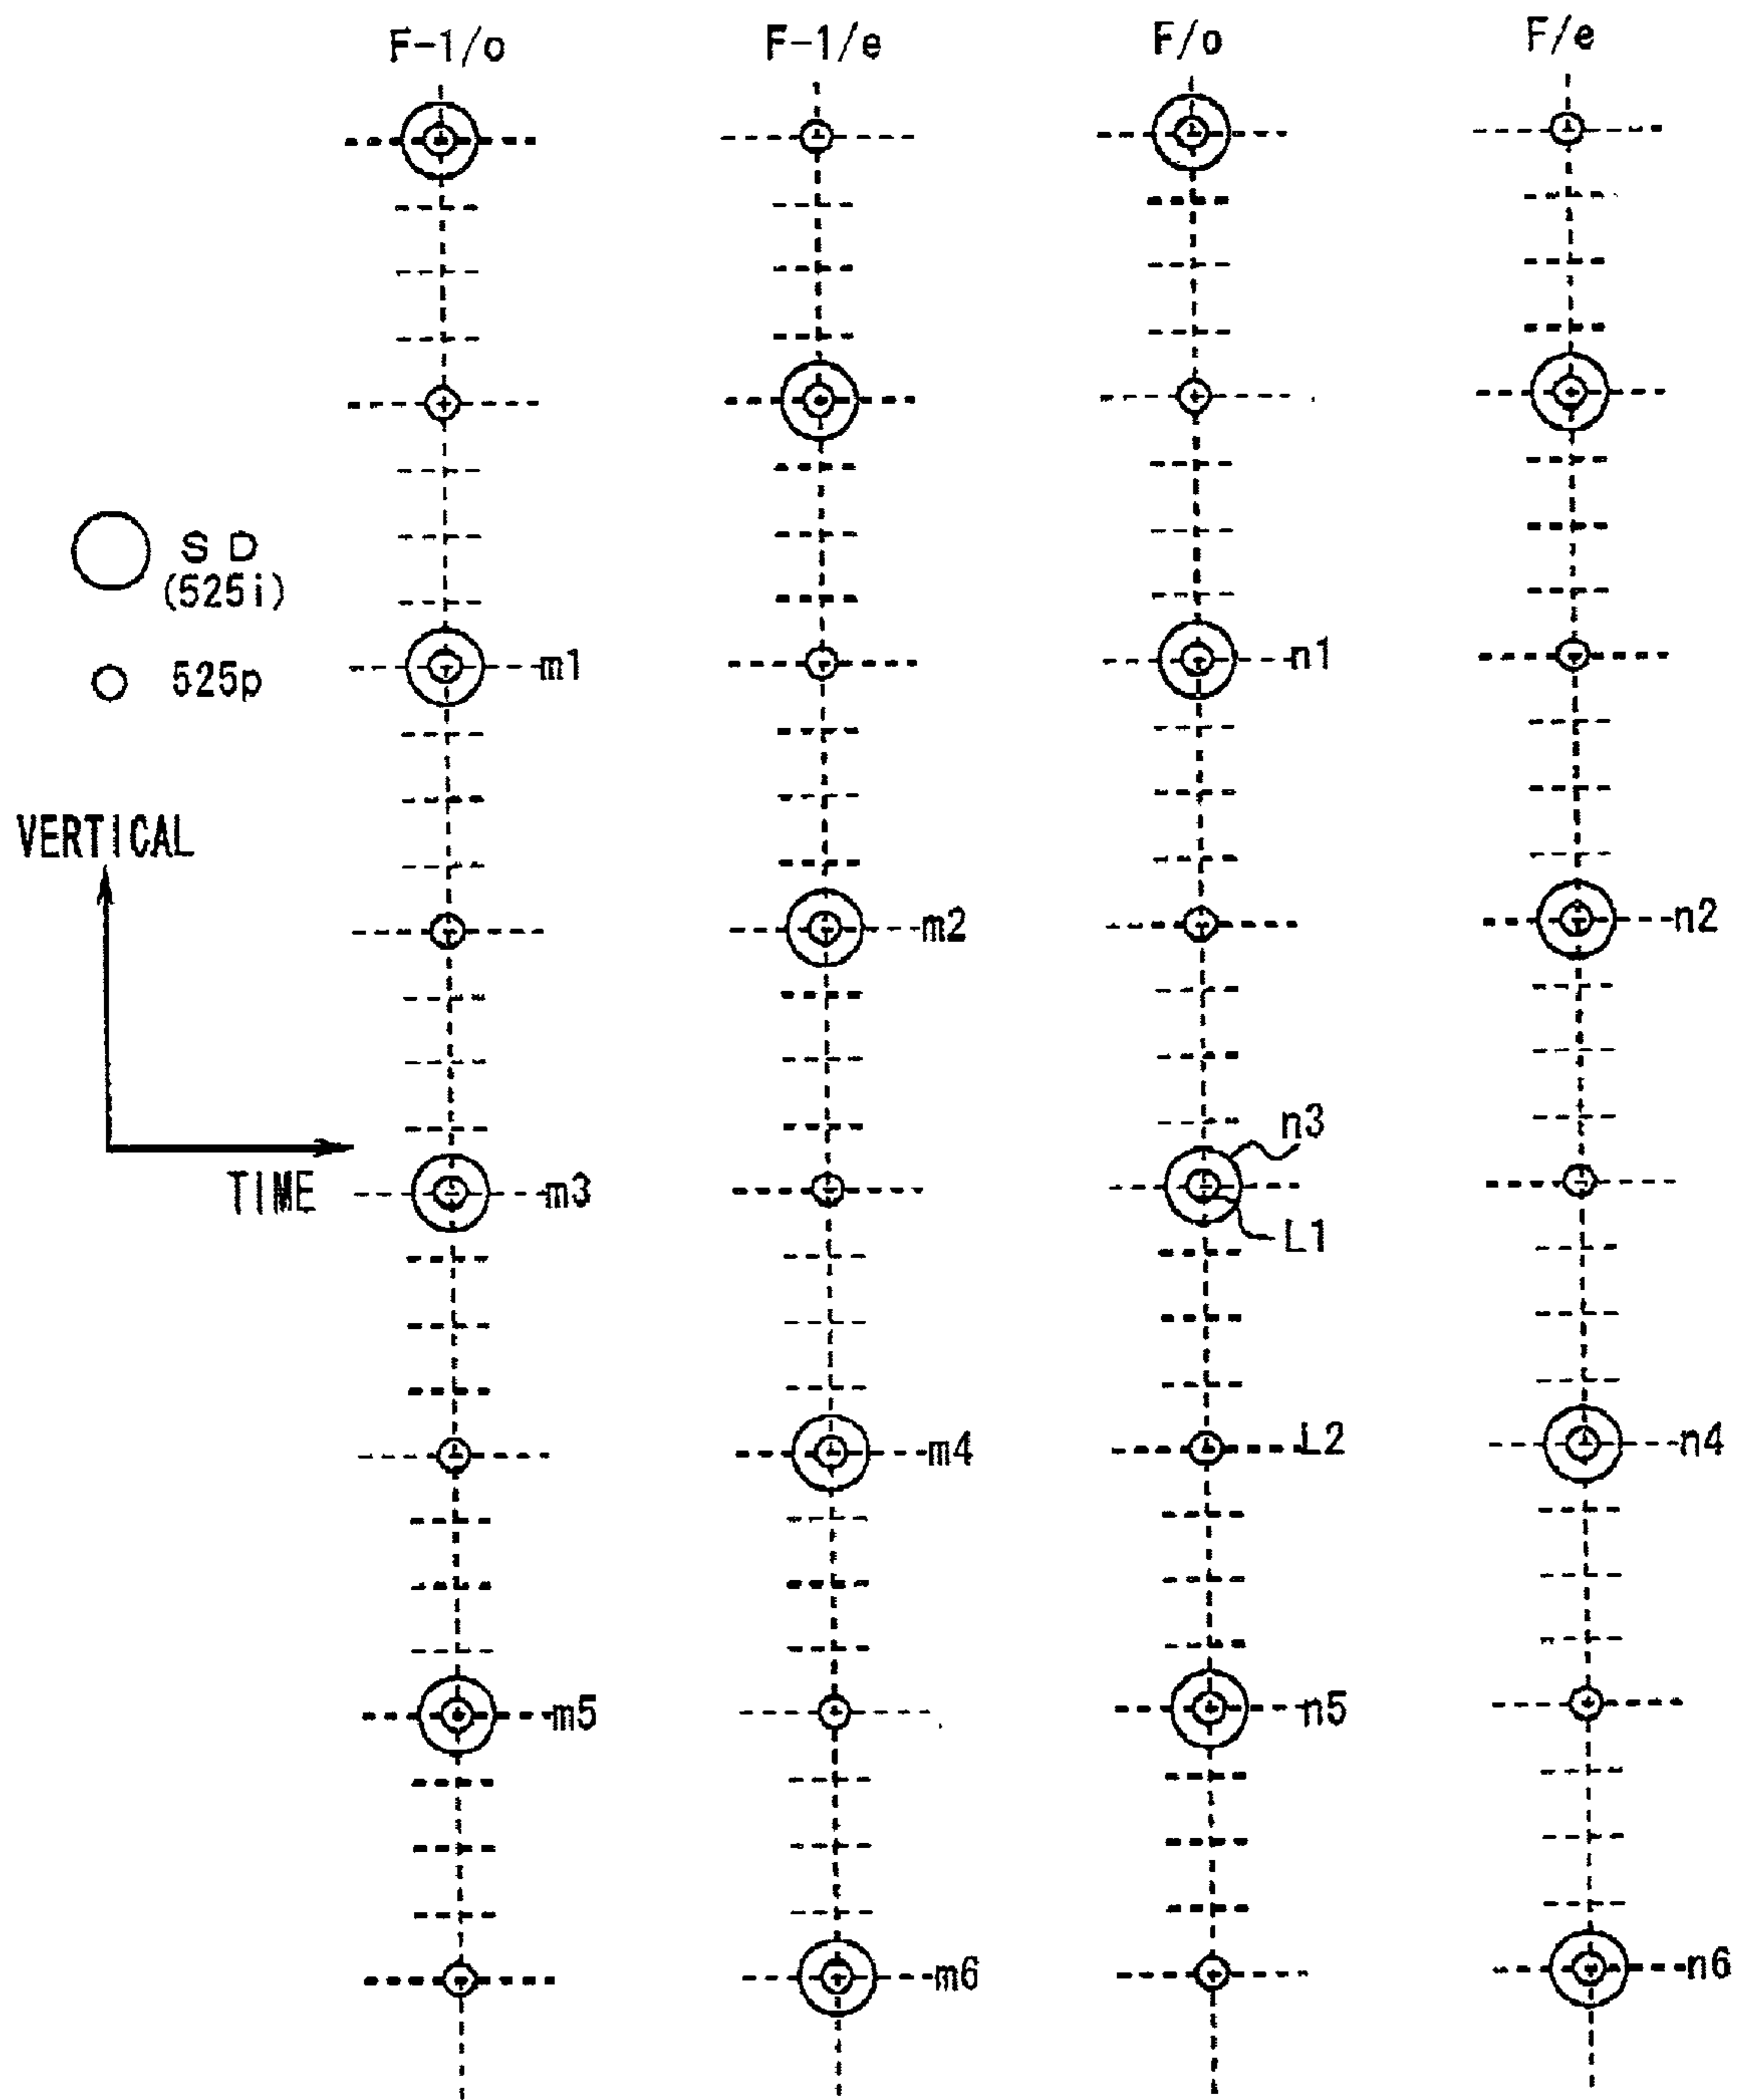 F-1/o
F-1/e
F/o
F/e
SD
(525i)
525p
m1
n1
VERTICAL
m2
n2
n3
TIME
m3
L1
m4
L2
n4
m5
n5
m6
n6